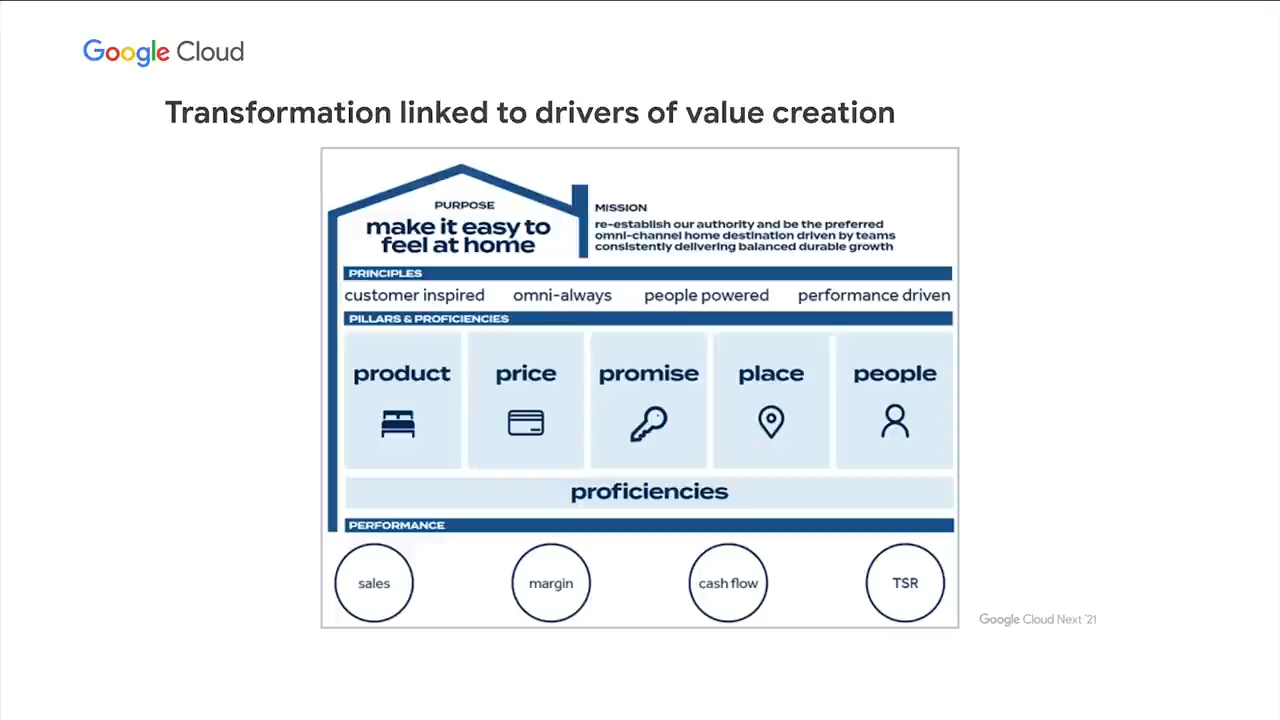 Google Cloud
Transformation linked to drivers of value creation
PURPOSE
make it easy to
feel at home
MISSION
re-establish our authority and be the preferred
omni-channel home destination driven by teams
consistently delivering balanced durable growth
PRINCIPLES
customer inspired omni-always people powered performance driven
PILLARS & PROFICIENCIES
product price promise place people
proficiencies
PERFORMANCE
sales margin cash flow TSR
Google Cloud Next '21